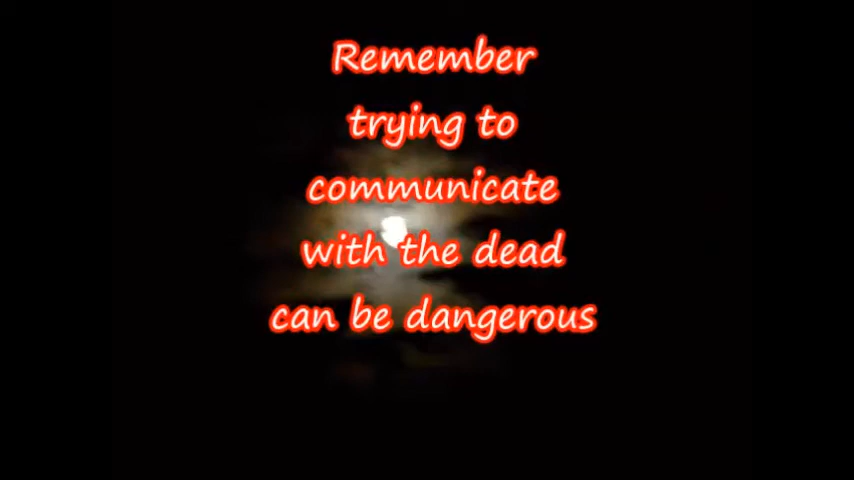 Remember
trying to
communicate
with the dead
can be dangerous